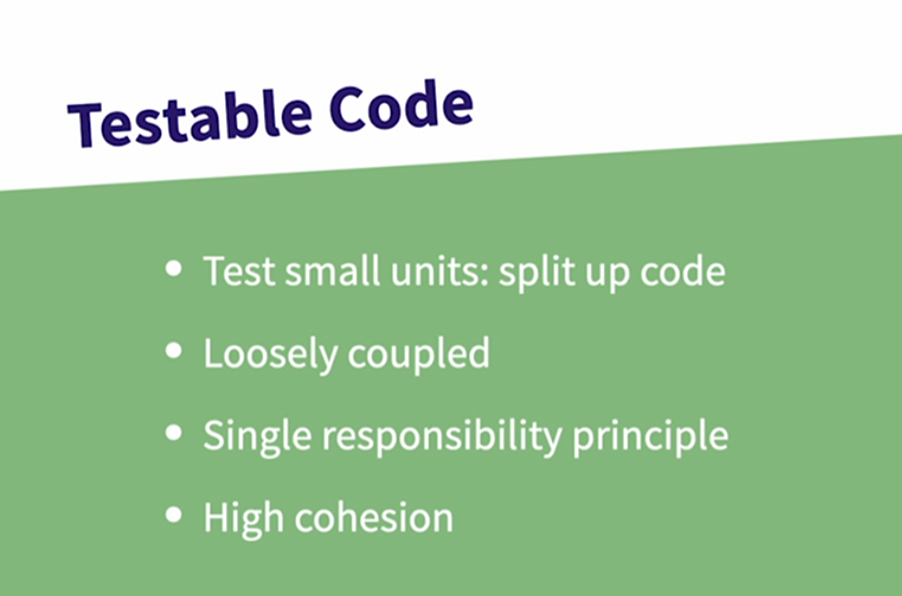 Testable Code
• Test small units: split up code
• Loosely coupled
• Single responsibility principle
• High cohesion